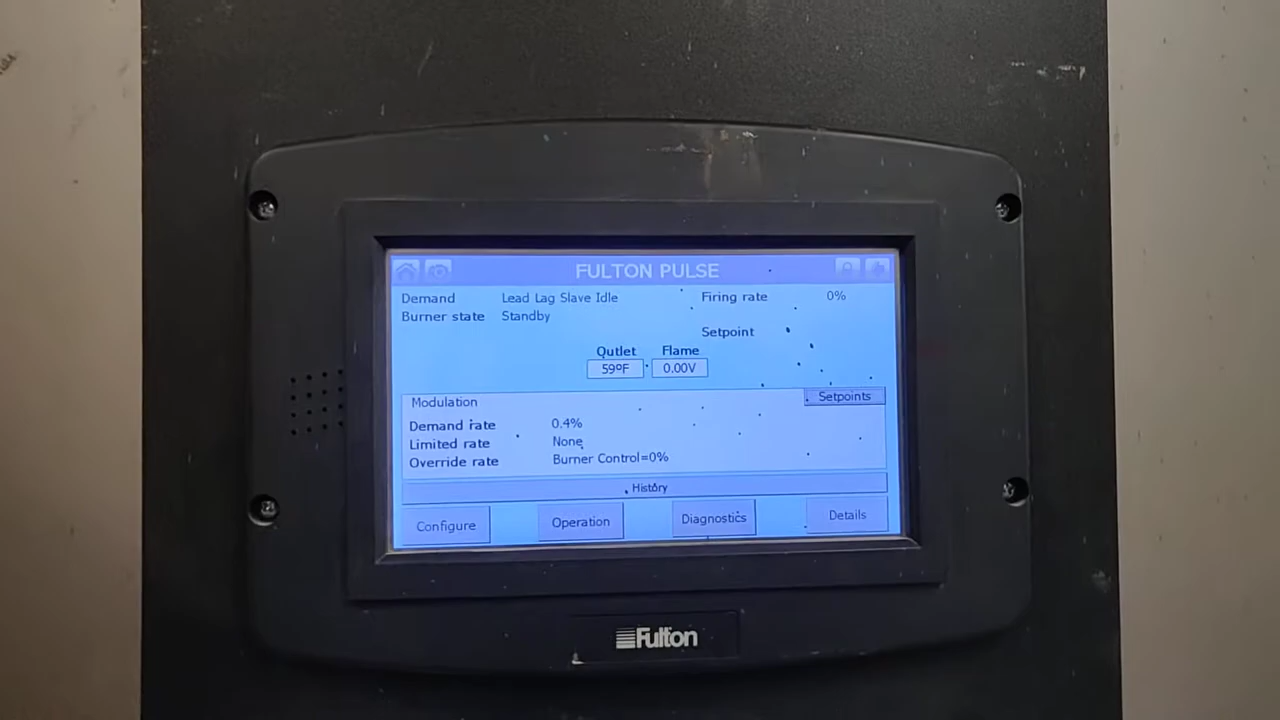 FULTON PULSE
Demand Lead Lag Slave Idle Firing rate 0%
Burner state Standby
Setpoint
Outlet Flame
59ºF 0.00V
Modulation Setpoints
Demand rate 0.4%
Limited rate None
Override rate Burner Control=0%
History
Configure Operation Diagnostics Details
Fulton